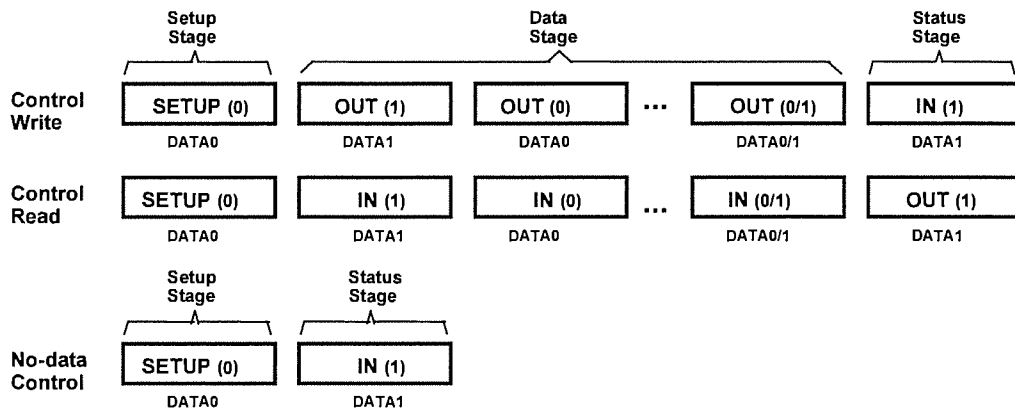 Setup
Stage
Data
Stage
Status
Stage
Control
Write
SETUP (0)
OUT (1)
OUT (0)
...
OUT (0/1)
IN (1)
DATA0
DATA1
DATA0
DATA0/1
DATA1
Control
Read
SETUP (0)
IN (1)
IN (0)
...
IN (0/1)
OUT (1)
DATA0
DATA1
DATA0
DATA0/1
DATA1
Setup
Stage
Status
Stage
No-data
Control
SETUP (0)
IN (1)
DATA0
DATA1